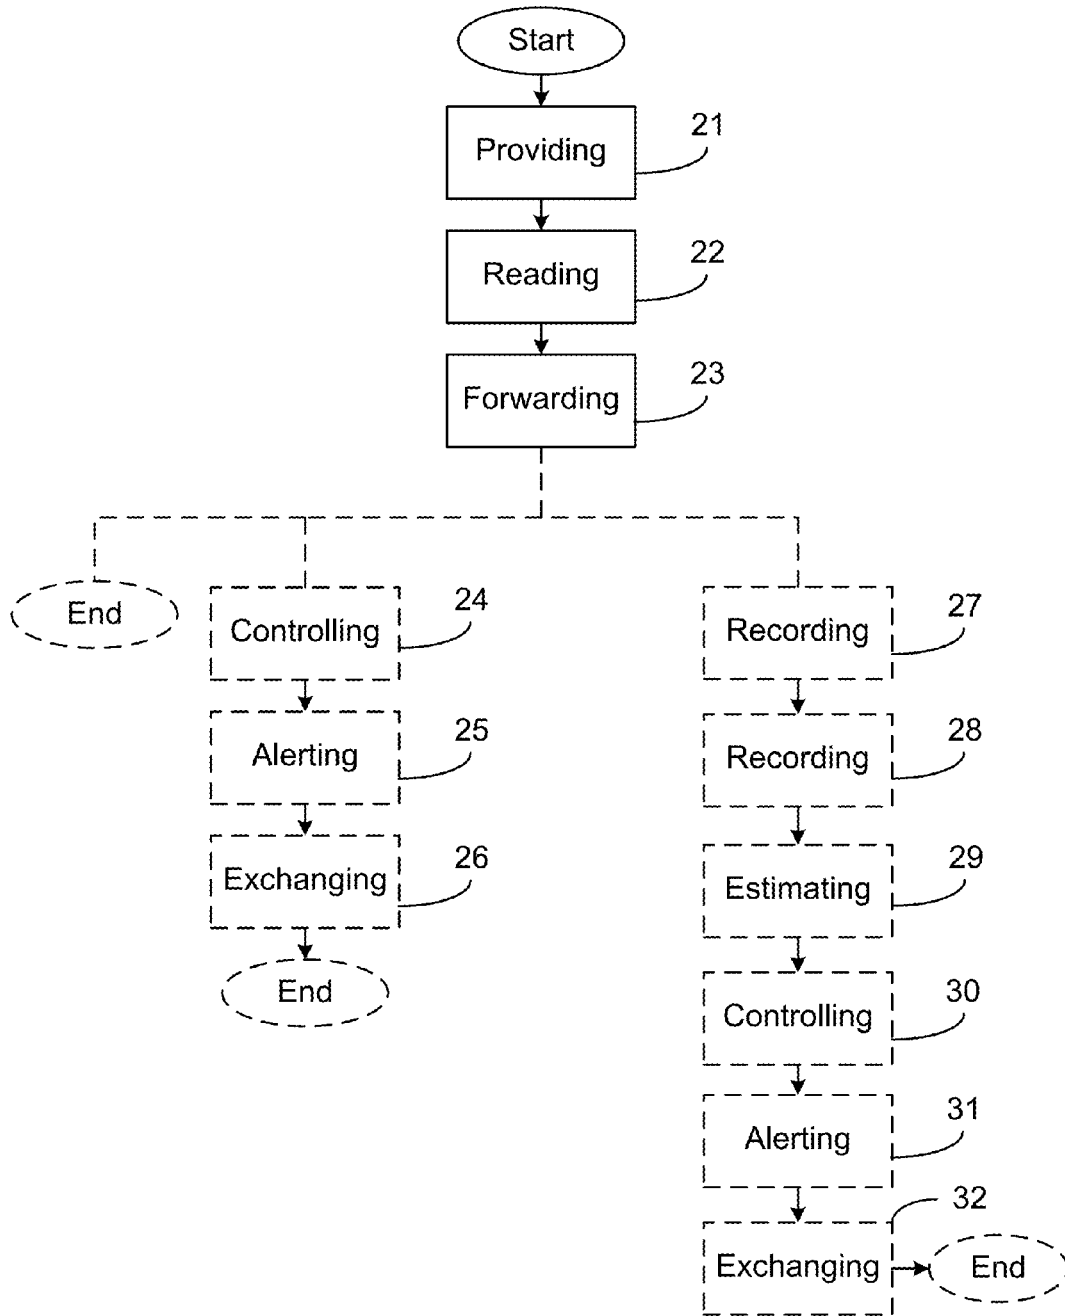 Start
Providing
21
Reading
22
Forwarding
23
End
Controlling
24
Alerting
25
Exchanging
26
End
Recording
27
Recording
28
Estimating
29
Controlling
30
Alerting
31
Exchanging
32
End